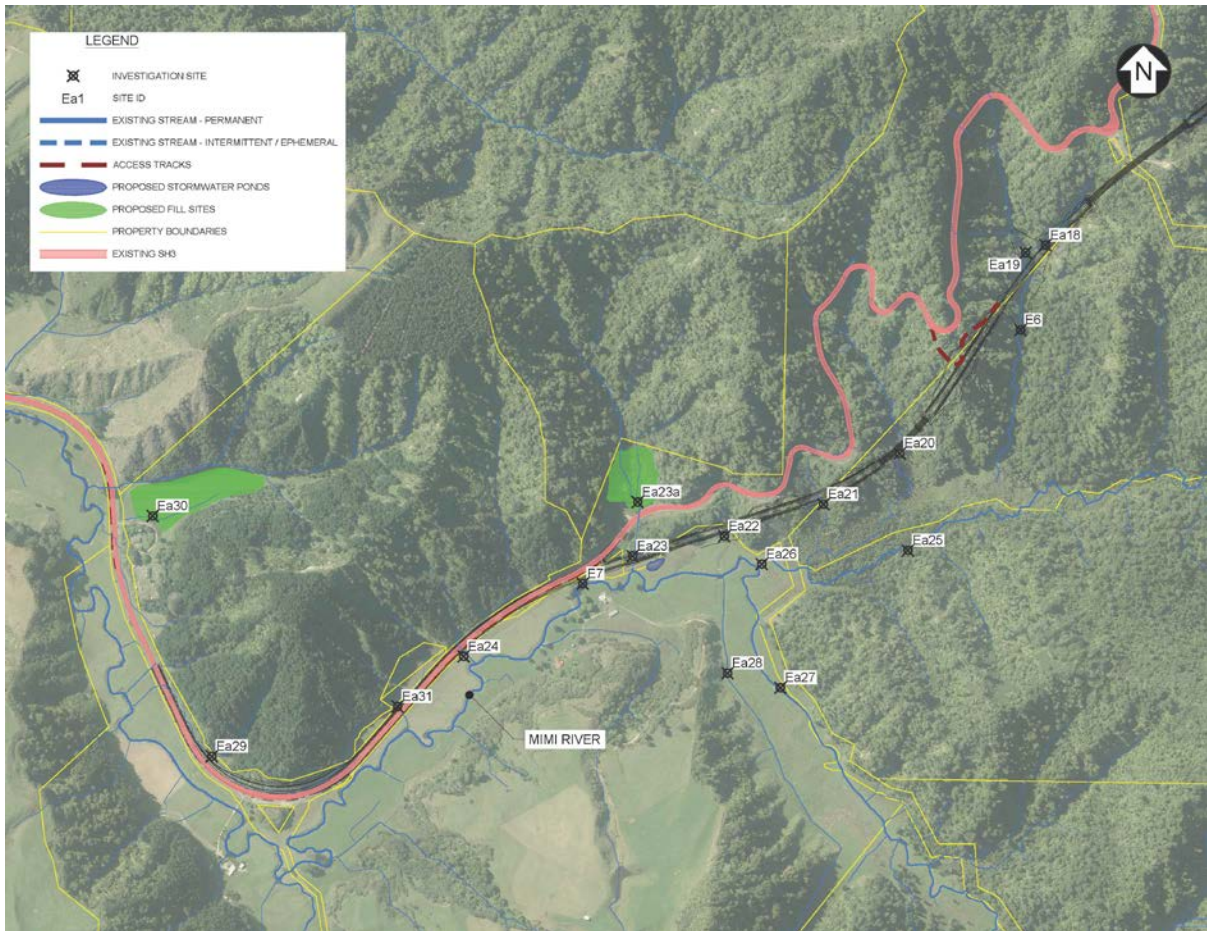 LEGEND
INVESTIGATION SITE
Ea1 SITE ID
EXISTING STREAM - PERMANENT
EXISTING STREAM - INTERMITTENT / EPHEMERAL
ACCESS TRACKS
PROPOSED STORMWATER PONDS
PROPOSED FILL SITES
PROPERTY BOUNDARIES
EXISTING SH3
N
Ea18
Ea19
E6
Ea20
Ea23a
Ea21
Ea30
Ea22
Ea23
Ea25
Ea26
E7
Ea24
Ea28
Ea27
Ea31
MIMI RIVER
Ea29